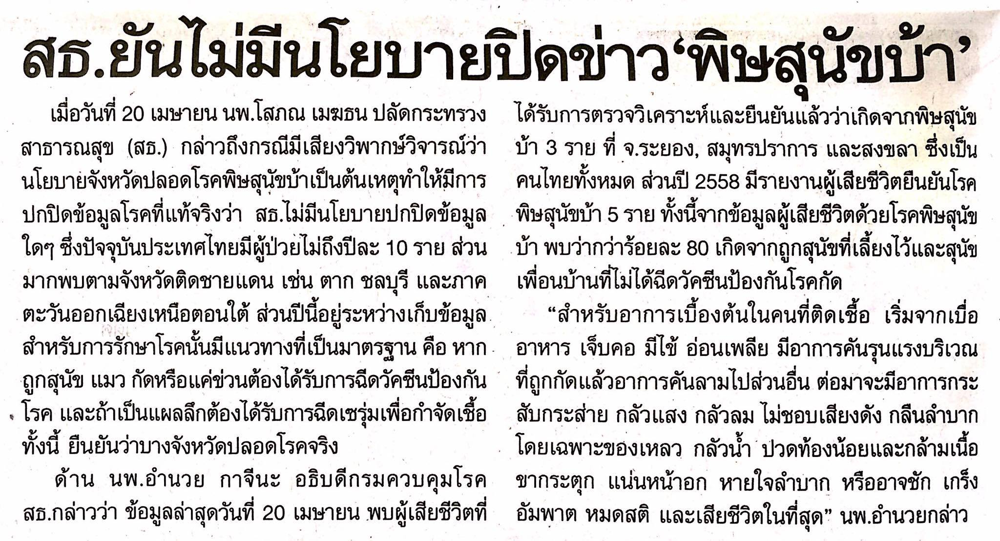 สธ.ยันไม่มีนโยบายปิดข่าว‘พิษสุนัขบ้า’
เมื่อวันที่ 20 เมษายน นพ.โสภณ เมฆธน ปลัดกระทรวง
สาธารณสุข (สธ.) กล่าวถึงกรณีมีเสียงวิพากษ์วิจารณ์ว่า
นโยบายจังหวัดปลอดโรคพิษสุนัขบ้าเป็นต้นเหตุทำให้มีการ
ปกปิดข้อมูลโรคที่แท้จริงว่า สธ.ไม่มีนโยบายปกปิดข้อมูล
ใดๆ ซึ่งปัจจุบันประเทศไทยมีผู้ป่วยไม่ถึงปีละ 10 ราย ส่วน
มากพบตามจังหวัดติดชายแดน เช่น ตาก ชลบุรี และภาค
ตะวันออกเฉียงเหนือตอนใต้ ส่วนปีนี้อยู่ระหว่างเก็บข้อมูล
สำหรับการรักษาโรคนั้นมีแนวทางที่เป็นมาตรฐาน คือ หาก
ถูกสุนัข แมว กัดหรือแค่ข่วนต้องได้รับการฉีดวัคซีนป้องกัน
โรค และถ้าเป็นแผลลึกต้องได้รับการฉีดเซรุ่มเพื่อกำจัดเชื้อ
ทั้งนี้ ยืนยันว่าบางจังหวัดปลอดโรคจริง
ด้าน นพ.อำนวย กาจีนะ อธิบดีกรมควบคุมโรค
สธ.กล่าวว่า ข้อมูลล่าสุดวันที่ 20 เมษายน พบผู้เสียชีวิตที่
ได้รับการตรวจวิเคราะห์และยืนยันแล้วว่าเกิดจากพิษสุนัข
บ้า 3 ราย ที่ จ.ระยอง, สมุทรปราการ และสงขลา ซึ่งเป็น
คนไทยทั้งหมด ส่วนปี 2558 มีรายงานผู้เสียชีวิตยืนยันโรค
พิษสุนัขบ้า 5 ราย ทั้งนี้จากข้อมูลผู้เสียชีวิตด้วยโรคพิษสุนัข
บ้า พบว่ากว่าร้อยละ 80 เกิดจากถูกสุนัขที่เลี้ยงไว้และสุนัข
เพื่อนบ้านที่ไม่ได้ฉีดวัคซีนป้องกันโรคกัด
“สำหรับอาการเบื้องต้นในคนที่ติดเชื้อ เริ่มจากเบื่อ
อาหาร เจ็บคอ มีไข้ อ่อนเพลีย มีอาการคันรุนแรงบริเวณ
ที่ถูกกัดแล้วอาการคันลามไปส่วนอื่น ต่อมาจะมีอาการกระ
สับกระส่าย กลัวแสง กลัวลม ไม่ชอบเสียงดัง กลืนลำบาก
โดยเฉพาะของเหลว กลัวน้ำ ปวดท้องน้อยและกล้ามเนื้อ
ขากระตุก แน่นหน้าอก หายใจลำบาก หรืออาจชัก เกร็ง
อัมพาต หมดสติ และเสียชีวิตในที่สุด” นพ.อำนวยกล่าว